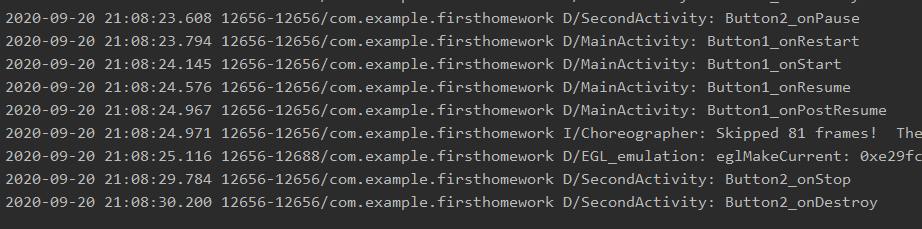 2020-09-20 21:08:23.608 12656-12656/com.example.firsthomework D/SecondActivity: Button2_onPause
2020-09-20 21:08:23.794 12656-12656/com.example.firsthomework D/MainActivity: Button1_onRestart
2020-09-20 21:08:24.145 12656-12656/com.example.firsthomework D/MainActivity: Button1_onStart
2020-09-20 21:08:24.576 12656-12656/com.example.firsthomework D/MainActivity: Button1_onResume
2020-09-20 21:08:24.967 12656-12656/com.example.firsthomework D/MainActivity: Button1_onPostResume
2020-09-20 21:08:24.971 12656-12656/com.example.firsthomework I/Choreographer: Skipped 81 frames!  The
2020-09-20 21:08:25.116 12656-12688/com.example.firsthomework D/EGL_emulation: eglMakeCurrent: 0xe29fc
2020-09-20 21:08:29.784 12656-12656/com.example.firsthomework D/SecondActivity: Button2_onStop
2020-09-20 21:08:30.200 12656-12656/com.example.firsthomework D/SecondActivity: Button2_onDestroy